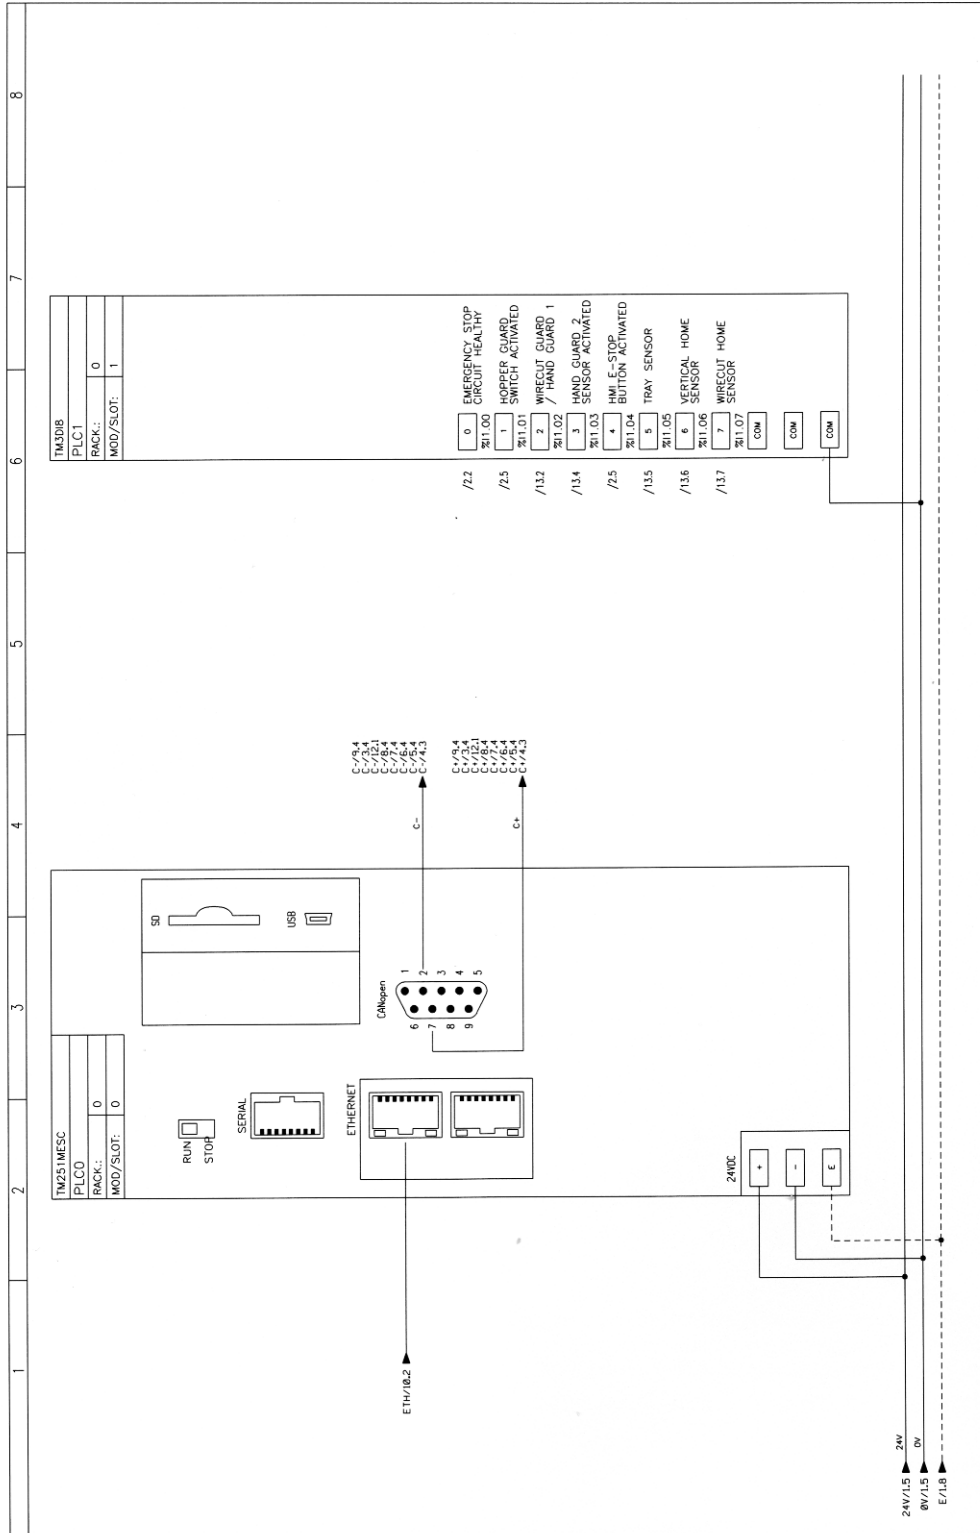 1
2
3
4
5
6
7
8
TM251MESC
PLC0
RACK.: 0
MOD/SLOT: 0
RUN
STOP
SERIAL
ETHERNET
SD
USB
CANopen
1
2
3
4
5
6
7
8
9
24VDC
+
-
E
ETH/10.2
C-
C-/9.4
C-/3.4
C-/12.1
C-/8.4
C-/7.4
C-/6.4
C-/5.4
C-/4.3
C+
C+/9.4
C+/3.4
C+/12.1
C+/8.4
C+/7.4
C+/6.4
C+/5.4
C+/4.3
TM3DI8
PLC1
RACK.: 0
MOD/SLOT: 1
/2.2 0 EMERGENCY STOP
CIRCUIT HEALTHY
%I1.00
/2.5 1 HOPPER GUARD
SWITCH ACTIVATED
%I1.01
/13.2 2 WIRECUT GUARD
/ HAND GUARD 1
%I1.02
/13.4 3 HAND GUARD 2
SENSOR ACTIVATED
%I1.03
/2.5 4 HMI E-STOP
BUTTON ACTIVATED
%I1.04
/13.5 5 TRAY SENSOR
%I1.05
/13.6 6 VERTICAL HOME
SENSOR
%I1.06
/13.7 7 WIRECUT HOME
SENSOR
%I1.07
COM
COM
COM
24V/1.5 24V
0V/1.5 0V
E/1.8